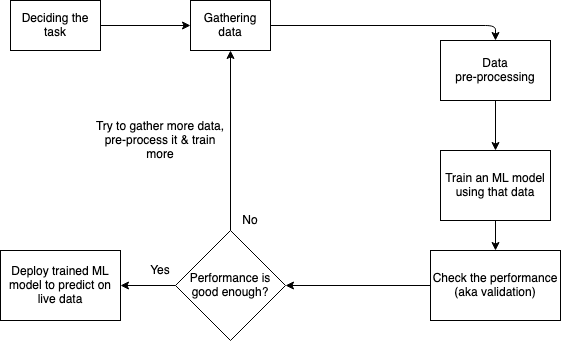 Deciding the
task
Gathering
data
Data
pre-processing
Try to gather more data,
pre-process it & train
more
Train an ML model
using that data
No
Yes
Performance is
good enough?
Deploy trained ML
model to predict on
live data
Check the performance
(aka validation)